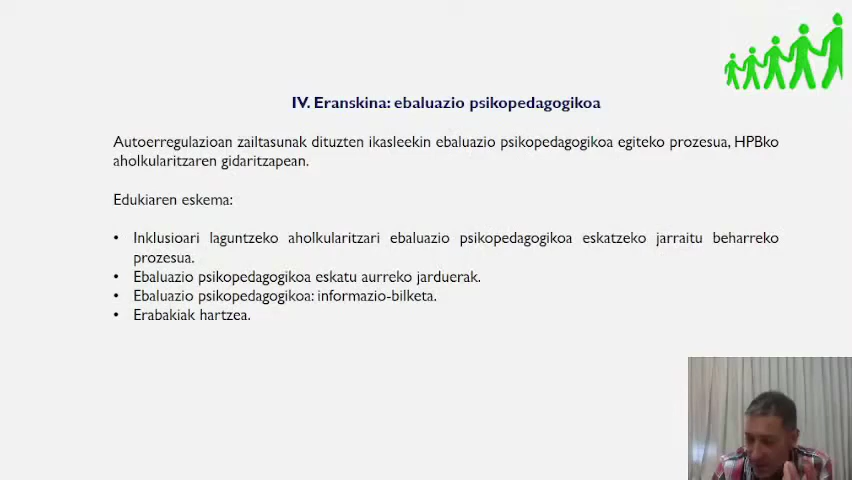 IV. Eranskina: ebaluazio psikopedagogikoa
Autoerregulazioan zailtasunak dituzten ikasleekin ebaluazio psikopedagogikoa egiteko prozesua, HPBko
aholkularitzaren gidaritzapean.
Edukiaren eskema:
• Inklusioari laguntzeko aholkularitzari ebaluazio psikopedagogikoa eskatzeko jarraitu beharreko
prozesua.
• Ebaluazio psikopedagogikoa eskatu aurreko jarduerak.
• Ebaluazio psikopedagogikoa: informazio-bilketa.
• Erabakiak hartzea.